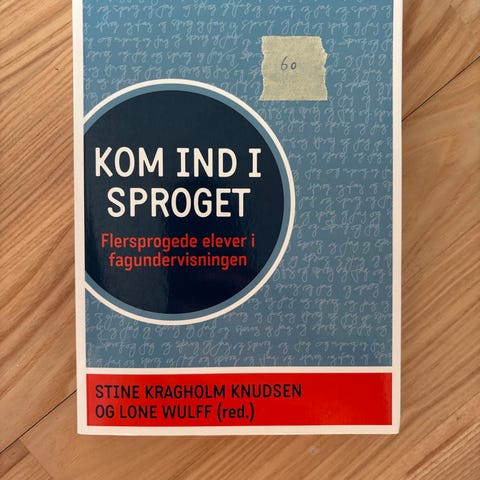 60
KOM IND I
SPROGET
Flersprogede elever i
fagundervisningen
STINE KRAGHOLM KNUDSEN
OG LONE WULFF (red.)